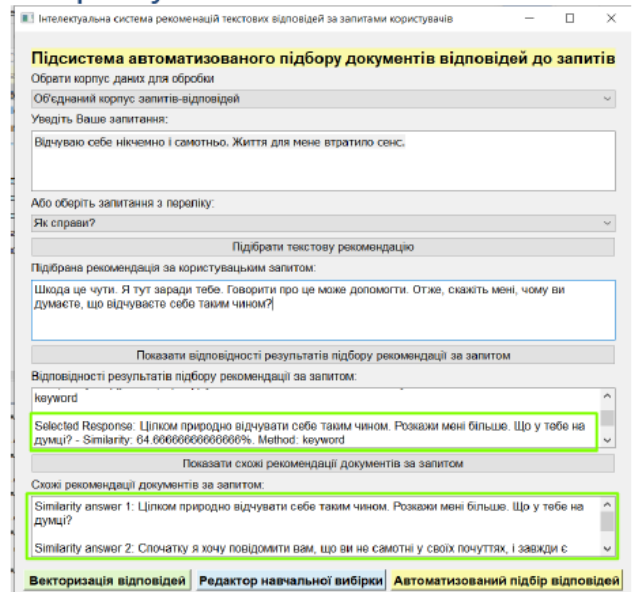 Інтелектуальна система рекоменацій текстових відповідей за запитами користувачів
Підсистема автоматизованого підбору документів відповідей до запитів
Обрати корпус даних для обробки
Об'єднаний корпус запитів-відповідей
Уведіть Ваше запитання:
Відчуваю себе нікчемно і самотньо. Життя для мене втратило сенс.
Або оберіть запитання з переліку:
Як справи?
Підібрати текстову рекомендацію
Підібрана рекомендація за користувацьким запитом:
Шкода це чути. Я тут заради тебе. Говорити про це може допомогти. Отже, скажіть мені, чому ви
думаєте, що відчуваєте себе таким чином?
Показати відповідності результатів підбору рекомендації за запитом
Відповідності результатів підбору рекомендації за запитом:
keyword
Selected Response: Цілком природно відчувати себе таким чином. Розкажи мені більше. Що у тебе на
думці? - Similarity: 64.66666666666666%. Method: keyword
Показати схожі рекомендації документів за запитом
Схожі рекомендації документів за запитом:
Similarity answer 1: Цілком природно відчувати себе таким чином. Розкажи мені більше. Що у тебе на
думці?
Similarity answer 2: Спочатку я хочу повідомити вам, що ви не самотні у своїх почуттях, і завжди є
Векторизація відповідей Редактор навчальної вибірки Автоматизований підбір відповідей